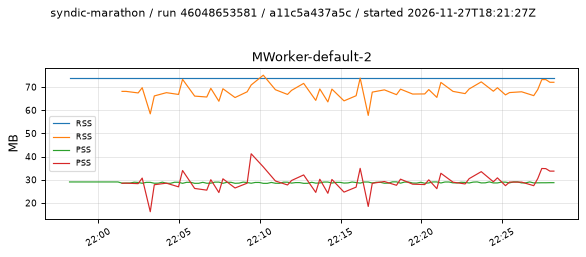 syndic-marathon / run 46048653581 / a11c5a437a5c / started 2026-11-27T18:21:27Z
MWorker-default-2
MB
70
60
50
40
30
20
RSS
RSS
PSS
PSS
22:00
22:05
22:10
22:15
22:20
22:25